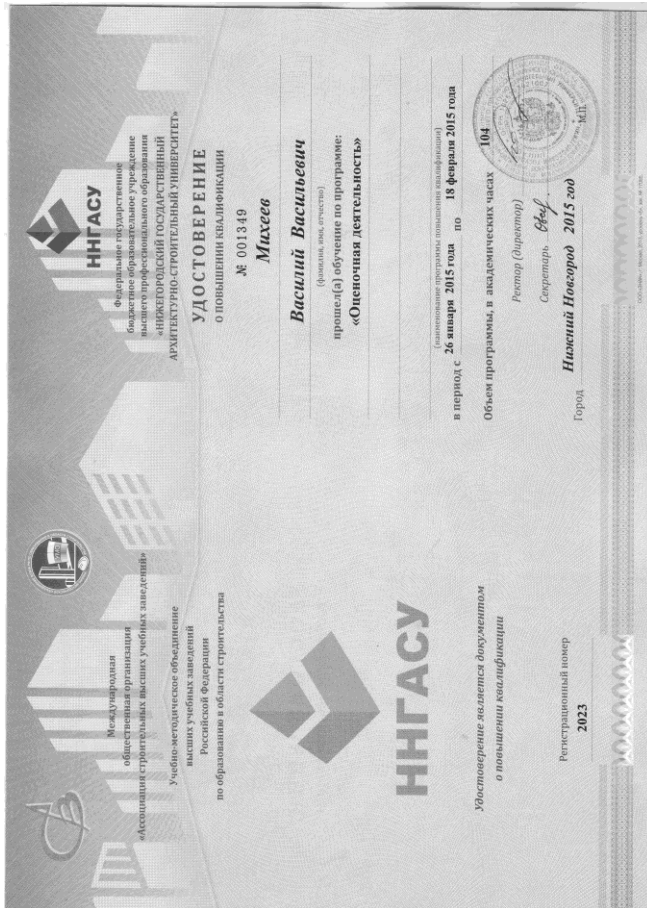 Международная
общественная организация
«Ассоциация строительных высших учебных заведений»
Учебно-методическое объединение
высших учебных заведений
Российской Федерации
по образованию в области строительства
ННГАСУ
Удостоверение является документом
о повышении квалификации
Регистрационный номер
2023
ННГАСУ
Федеральное государственное
бюджетное образовательное учреждение
высшего профессионального образования
«НИЖЕГОРОДСКИЙ ГОСУДАРСТВЕННЫЙ
АРХИТЕКТУРНО-СТРОИТЕЛЬНЫЙ УНИВЕРСИТЕТ»
УДОСТОВЕРЕНИЕ
О ПОВЫШЕНИИ КВАЛИФИКАЦИИ
№ 001349
Михеев
Василий Васильевич
(фамилия, имя, отчество)
прошел(а) обучение по программе:
«Оценочная деятельность»
(наименование программы повышения квалификации)
в период с 26 января 2015 года по 18 февраля 2015 года
Объем программы, в академических часах 104
Ректор (директор)
Секретарь
М.П.
Город Нижний Новгород 2015 год